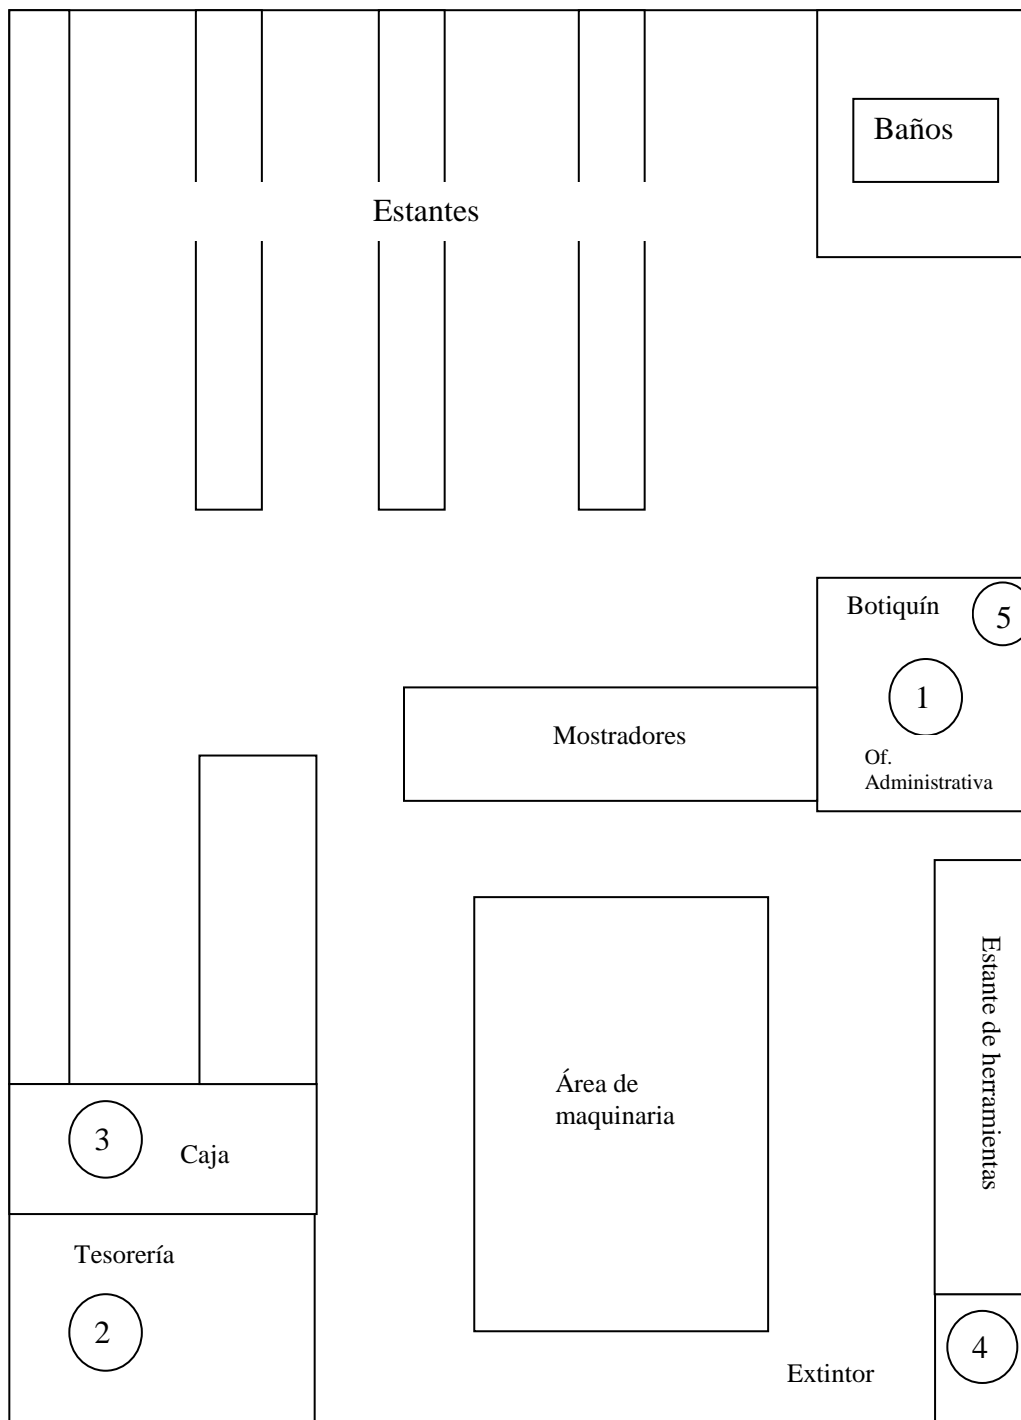 Baños
Estantes
Botiquín
5
1
Mostradores
Of.
Administrativa
Estante de herramientas
Área de
maquinaria
3
Caja
Tesorería
2
4
Extintor